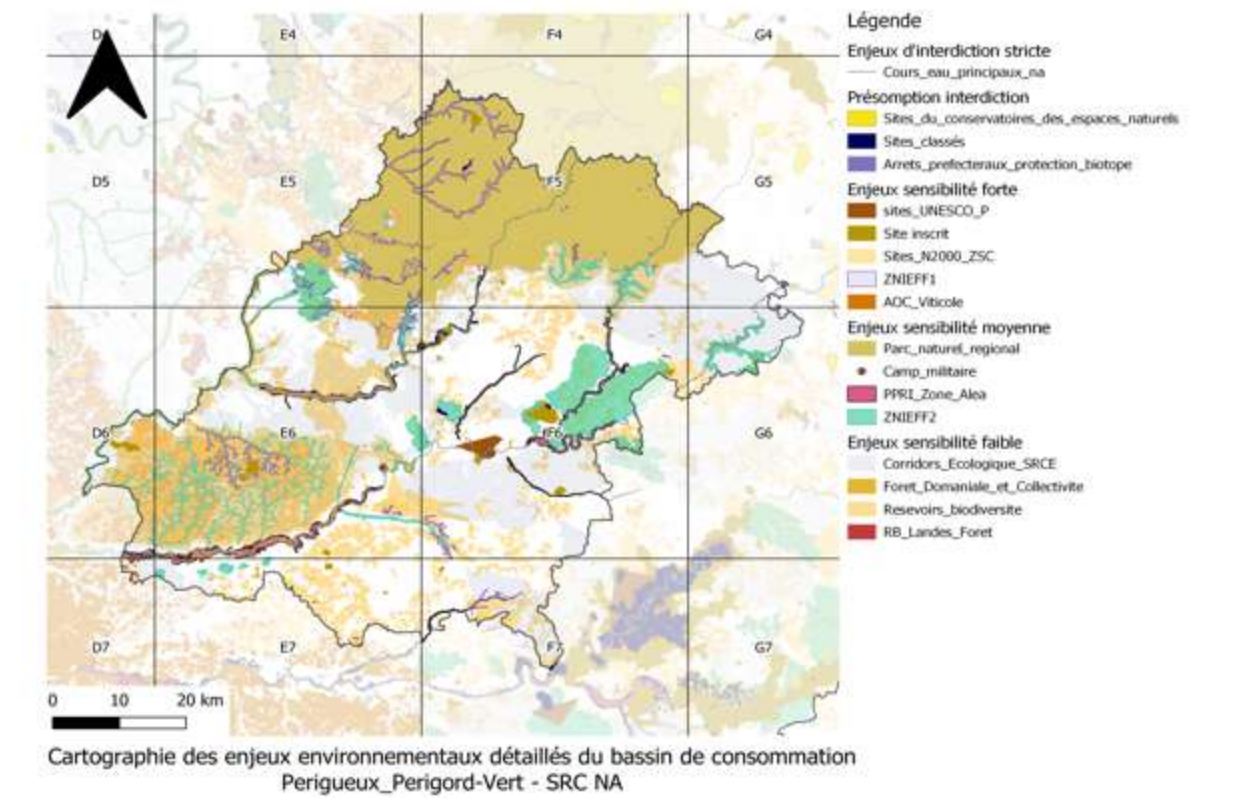 Légende
Enjeux d'interdiction stricte
Cours_eau_principaux_na
Présomption interdiction
Sites_du_conservatoires_des_espaces_naturels
Sites_classés
Arrets_prefecteraux_protection_biotope
Enjeux sensibilité forte
sites_UNESCO_P
Site inscrit
Sites_N2000_ZSC
ZNIEFF1
AOC_Viticole
Enjeux sensibilité moyenne
Parc_naturel_regional
Camp_militaire
PPRI_Zone_Alea
ZNIEFF2
Enjeux sensibilité faible
Corridors_Ecologique_SRCE
Foret_Domaniale_et_Collectivite
Resevoirs_biodiversite
RB_Landes_Foret
E4 F4 G4
D5 E5 F5 G5
D6 E6 F6 G6
D7 E7 F7 G7
0 10 20 km
Cartographie des enjeux environnementaux détaillés du bassin de consommation
Perigueux_Perigord-Vert - SRC NA